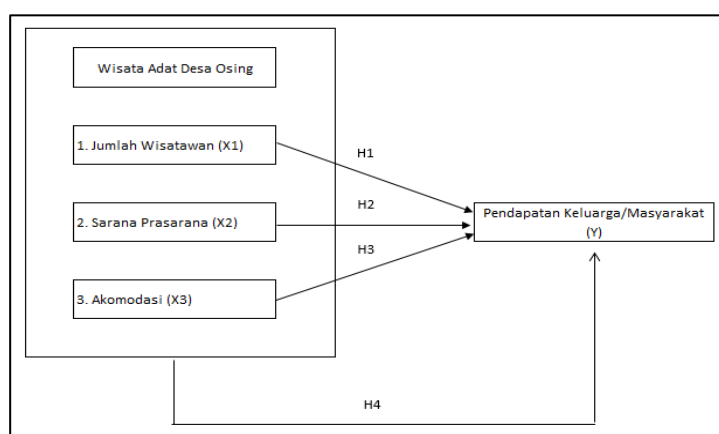 Wisata Adat Desa Osing
1. Jumlah Wisatawan (X1)
H1
2. Sarana Prasarana (X2)
H2
Pendapatan Keluarga/Masyarakat
(Y)
H3
3. Akomodasi (X3)
H4